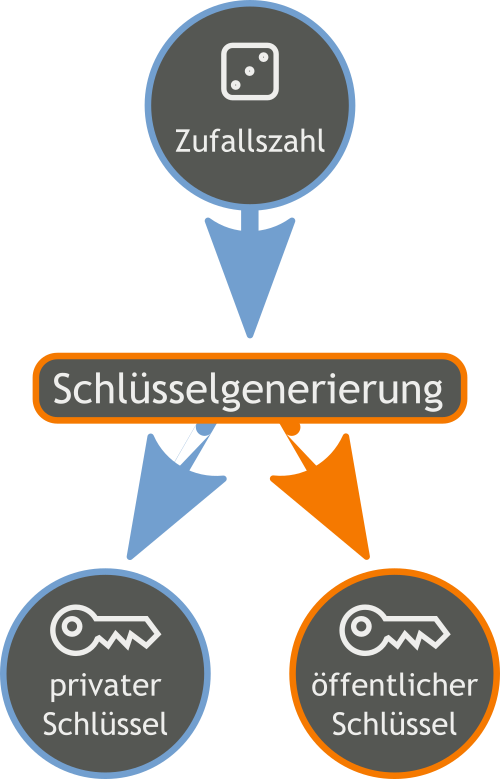 Zufallszahl
Schlüsselgenerierung
privater
Schlüssel
öffentlicher
Schlüssel